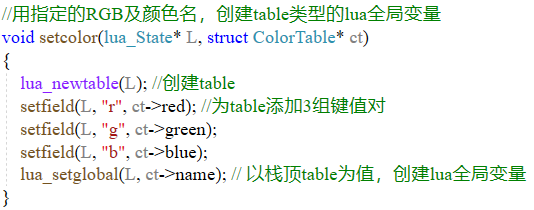 //用指定的RGB及颜色名，创建table类型的lua全局变量
void setcolor(lua_State* L, struct ColorTable* ct)
{
lua_newtable(L); //创建table
setfield(L, "r", ct->red); //为table添加3组键值对
setfield(L, "g", ct->green);
setfield(L, "b", ct->blue);
lua_setglobal(L, ct->name); // 以栈顶table为值，创建lua全局变量
}